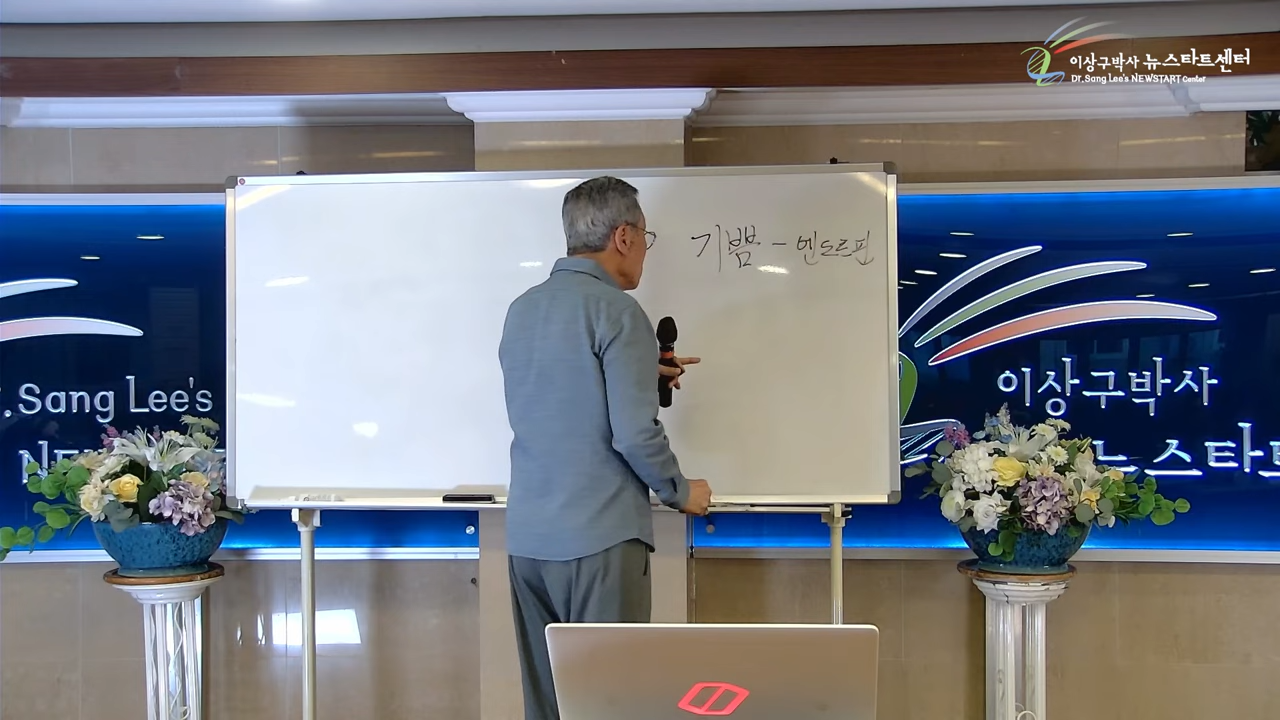 이상구박사 뉴스타트센터
Dr. Sang Lee's NEWSTART Center
기쁨 - 엔도르핀
.Sang Lee's
이상구박사
뉴스타트